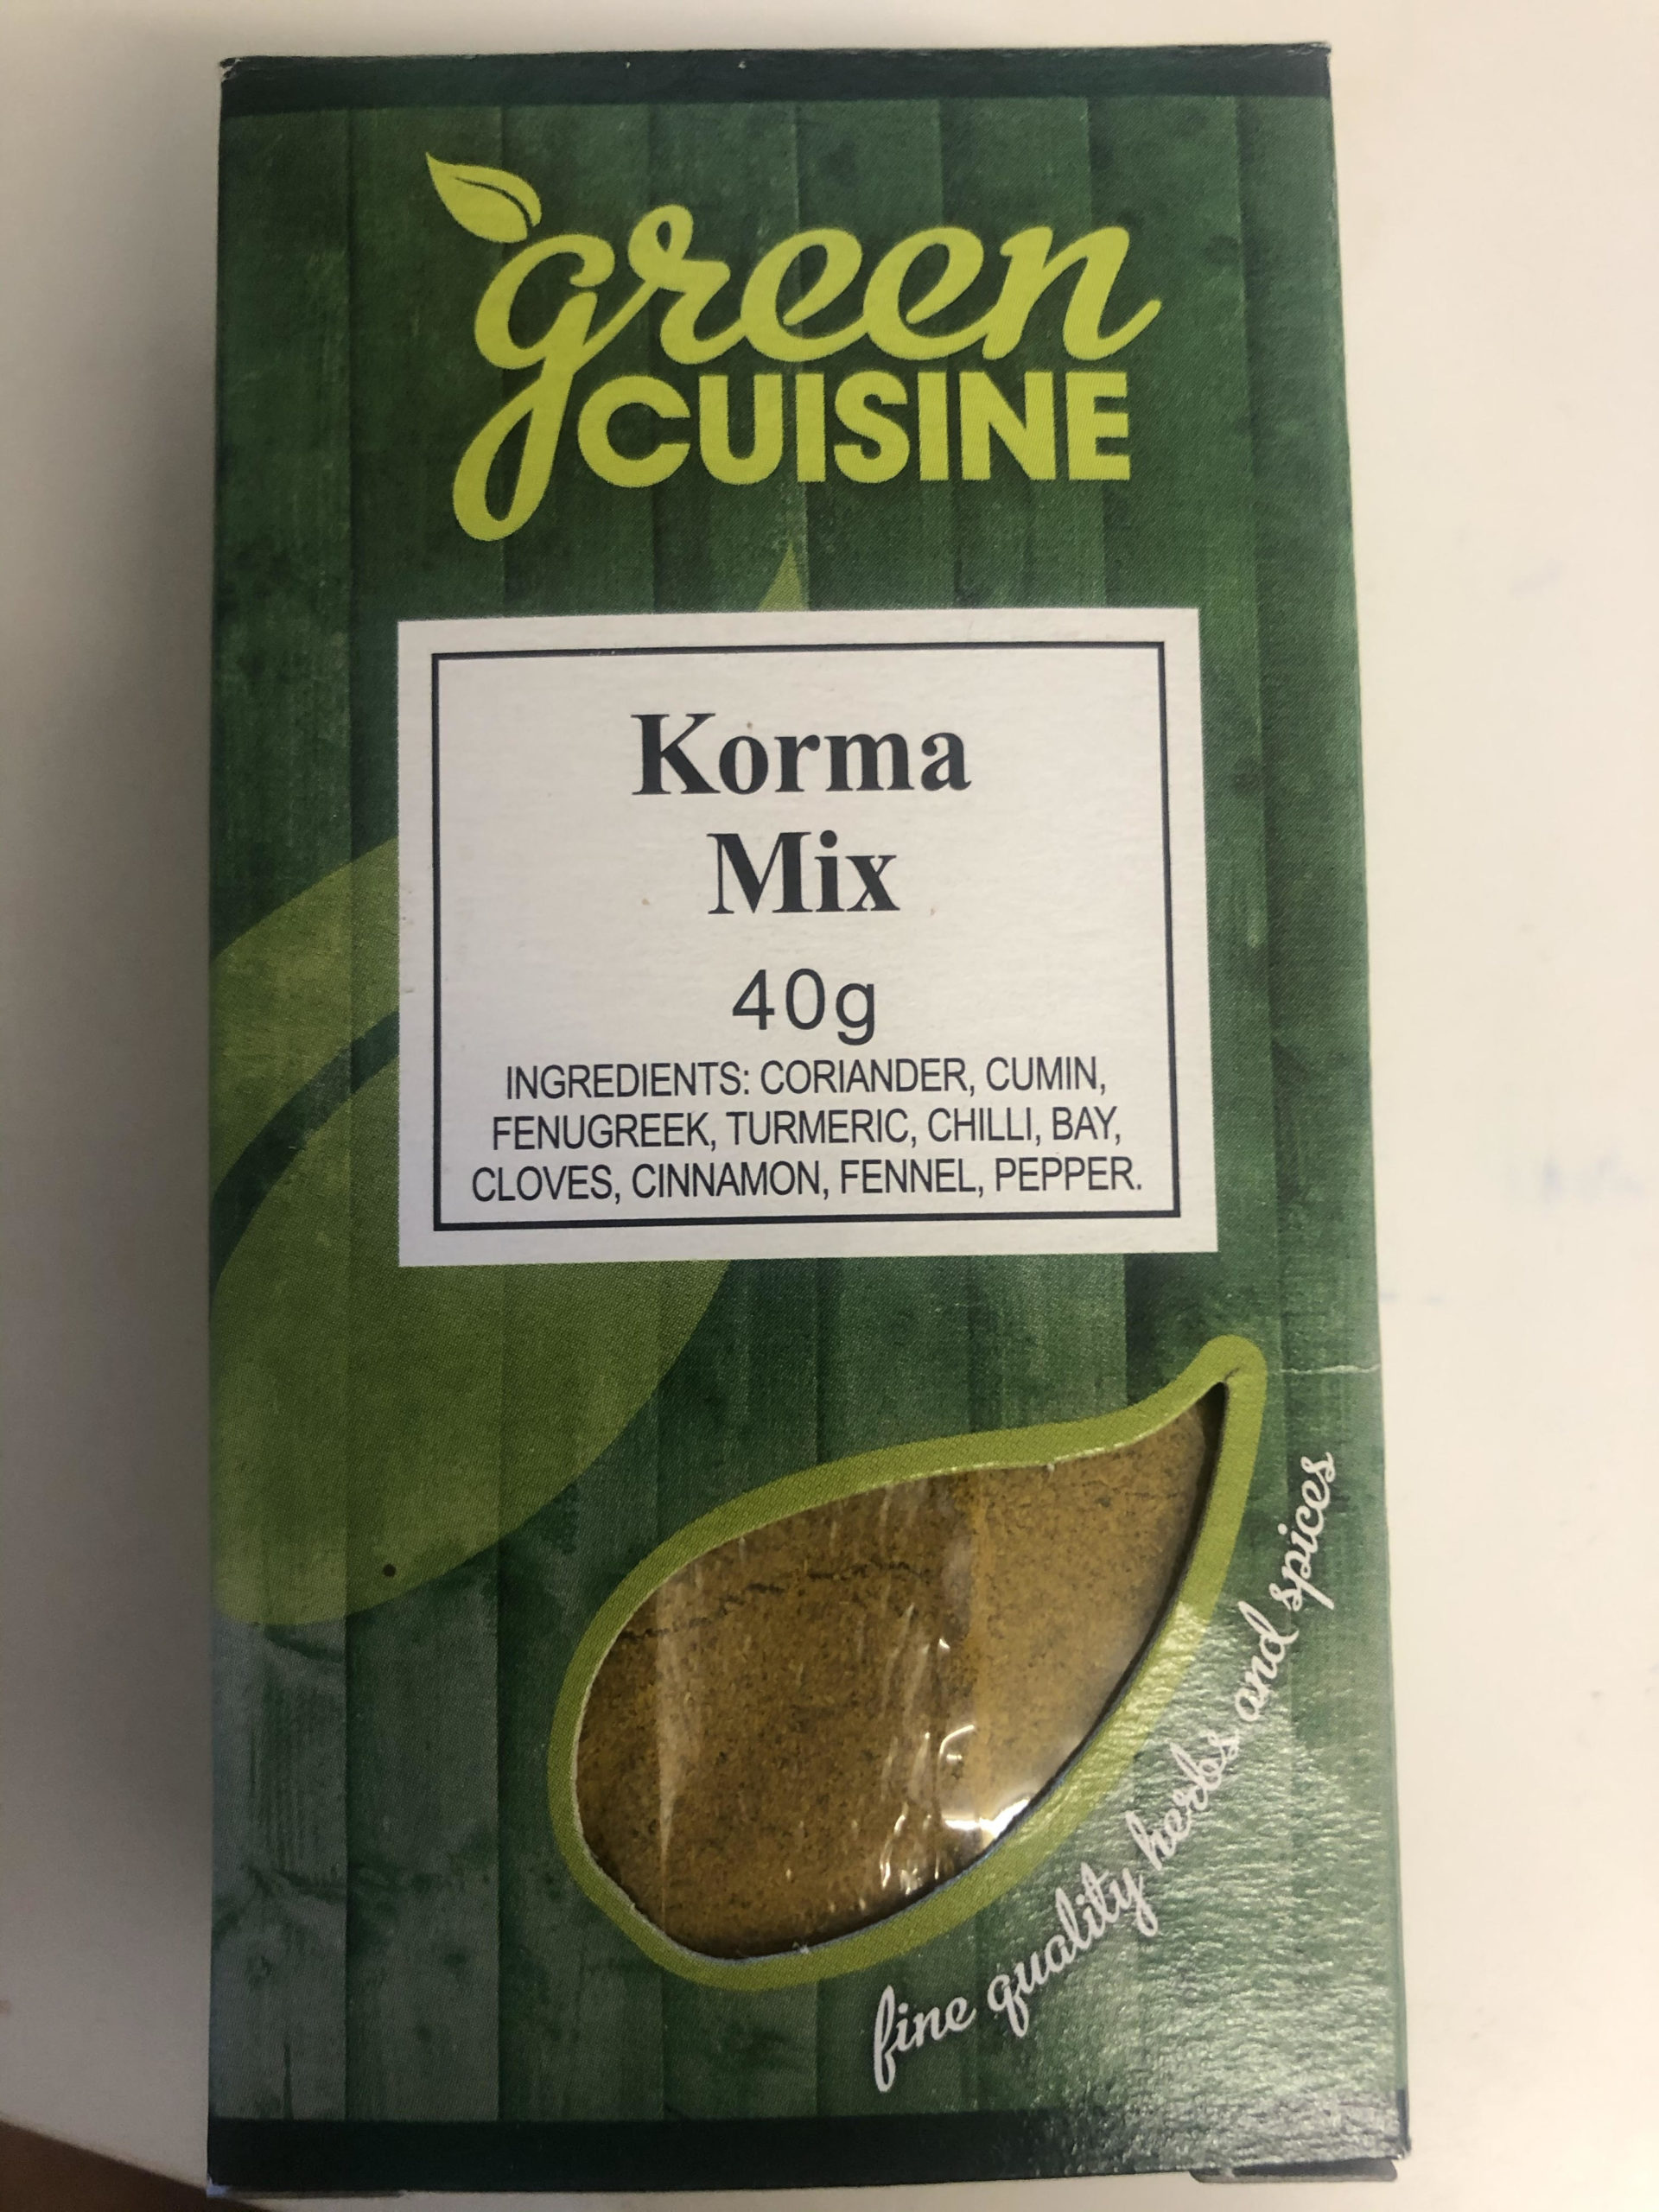 green
CUISINE
Korma
Mix
40g
INGREDIENTS: CORIANDER, CUMIN,
FENUGREEK, TURMERIC, CHILLI, BAY,
CLOVES, CINNAMON, FENNEL, PEPPER.
fine quality herbs and spices